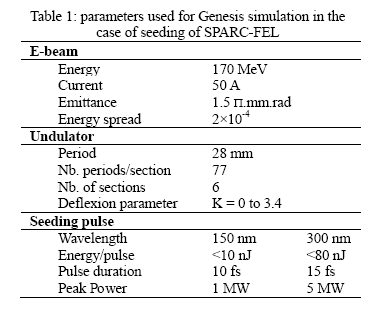 Table 1: parameters used for Genesis simulation in the
case of seeding of SPARC-FEL
E-beam
Energy 170 MeV
Current 50 A
Emittance 1.5 π.mm.rad
Energy spread 2×10⁻⁴
Undulator
Period 28 mm
Nb. periods/section 77
Nb. of sections 6
Deflexion parameter K = 0 to 3.4
Seeding pulse
Wavelength 150 nm 300 nm
Energy/pulse <10 nJ <80 nJ
Pulse duration 10 fs 15 fs
Peak Power 1 MW 5 MW